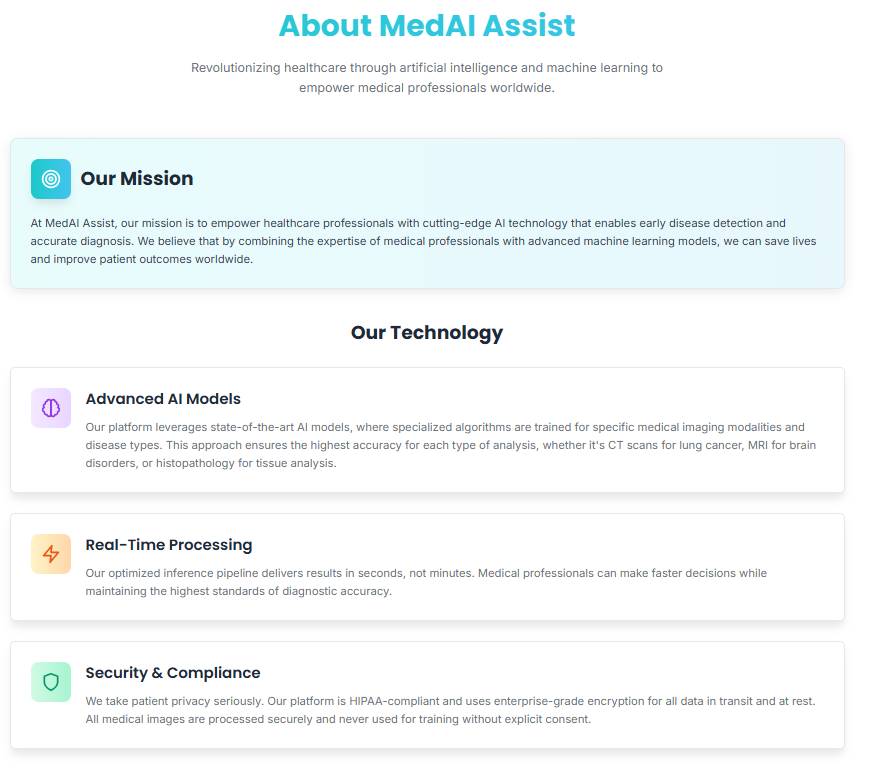 About MedAI Assist
Revolutionizing healthcare through artificial intelligence and machine learning to
empower medical professionals worldwide.
Our Mission
At MedAI Assist, our mission is to empower healthcare professionals with cutting-edge AI technology that enables early disease detection and
accurate diagnosis. We believe that by combining the expertise of medical professionals with advanced machine learning models, we can save lives
and improve patient outcomes worldwide.
Our Technology
Advanced AI Models
Our platform leverages state-of-the-art AI models, where specialized algorithms are trained for specific medical imaging modalities and
disease types. This approach ensures the highest accuracy for each type of analysis, whether it's CT scans for lung cancer, MRI for brain
disorders, or histopathology for tissue analysis.
Real-Time Processing
Our optimized inference pipeline delivers results in seconds, not minutes. Medical professionals can make faster decisions while
maintaining the highest standards of diagnostic accuracy.
Security & Compliance
We take patient privacy seriously. Our platform is HIPAA-compliant and uses enterprise-grade encryption for all data in transit and at rest.
All medical images are processed securely and never used for training without explicit consent.